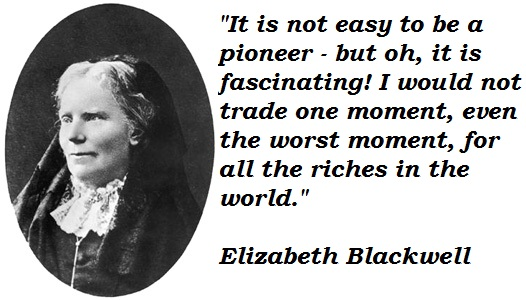 "It is not easy to be a
pioneer - but oh, it is
fascinating! I would not
trade one moment, even
the worst moment, for
all the riches in the
world."
Elizabeth Blackwell